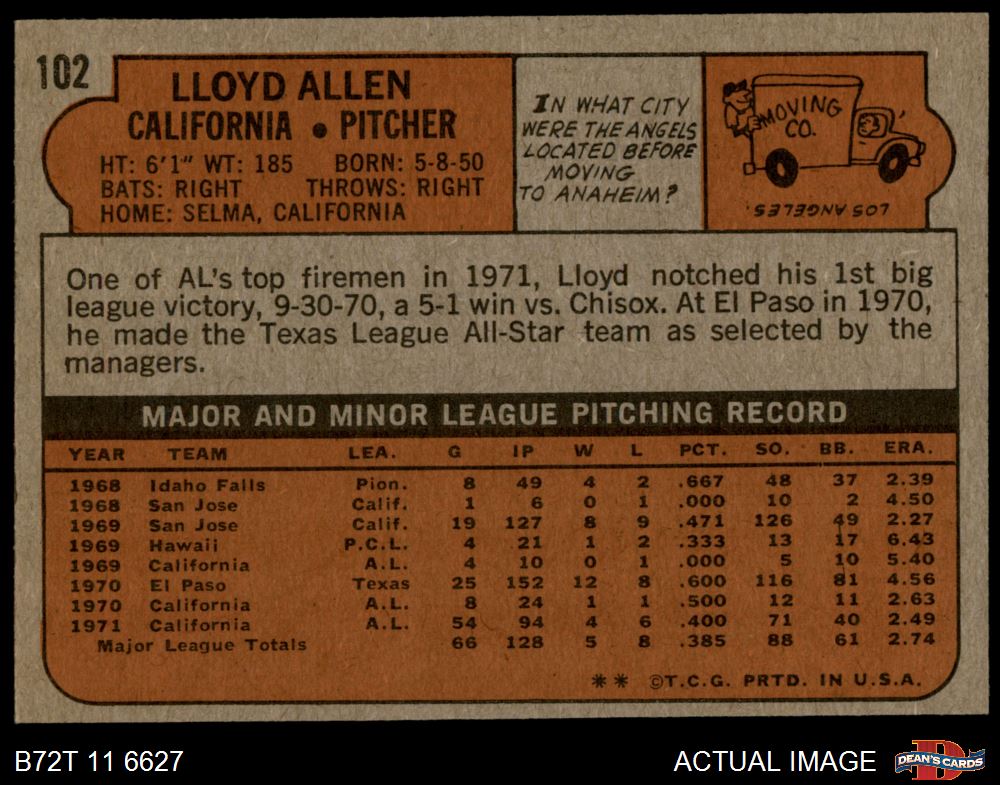 102
LLOYD ALLEN
CALIFORNIA • PITCHER
HT: 6'1" WT: 185 BORN: 5-8-50
BATS: RIGHT THROWS: RIGHT
HOME: SELMA, CALIFORNIA
IN WHAT CITY
WERE THE ANGELS
LOCATED BEFORE
MOVING
TO ANAHEIM?
MOVING
CO.
LOS ANGELES
One of AL's top firemen in 1971, Lloyd notched his 1st big
league victory, 9-30-70, a 5-1 win vs. Chisox. At El Paso in 1970,
he made the Texas League All-Star team as selected by the
managers.
MAJOR AND MINOR LEAGUE PITCHING RECORD
YEAR TEAM LEA. G IP W L PCT. SO. BB. ERA.
1968 Idaho Falls Pion. 8 49 4 2 .667 48 37 2.39
1968 San Jose Calif. 1 6 0 1 .000 10 2 4.50
1969 San Jose Calif. 19 127 8 9 .471 126 49 2.27
1969 Hawaii P.C.L. 4 21 1 2 .333 13 17 6.43
1969 California A.L. 4 10 0 1 .000 5 10 5.40
1970 El Paso Texas 25 152 12 8 .600 116 81 4.56
1970 California A.L. 8 24 1 1 .500 12 11 2.63
1971 California A.L. 54 94 4 6 .400 71 40 2.49
Major League Totals 66 128 5 8 .385 88 61 2.74
** ©T.C.G. PRTD. IN U.S.A.
B72T 11 6627
ACTUAL IMAGE
DEAN'S CARDS